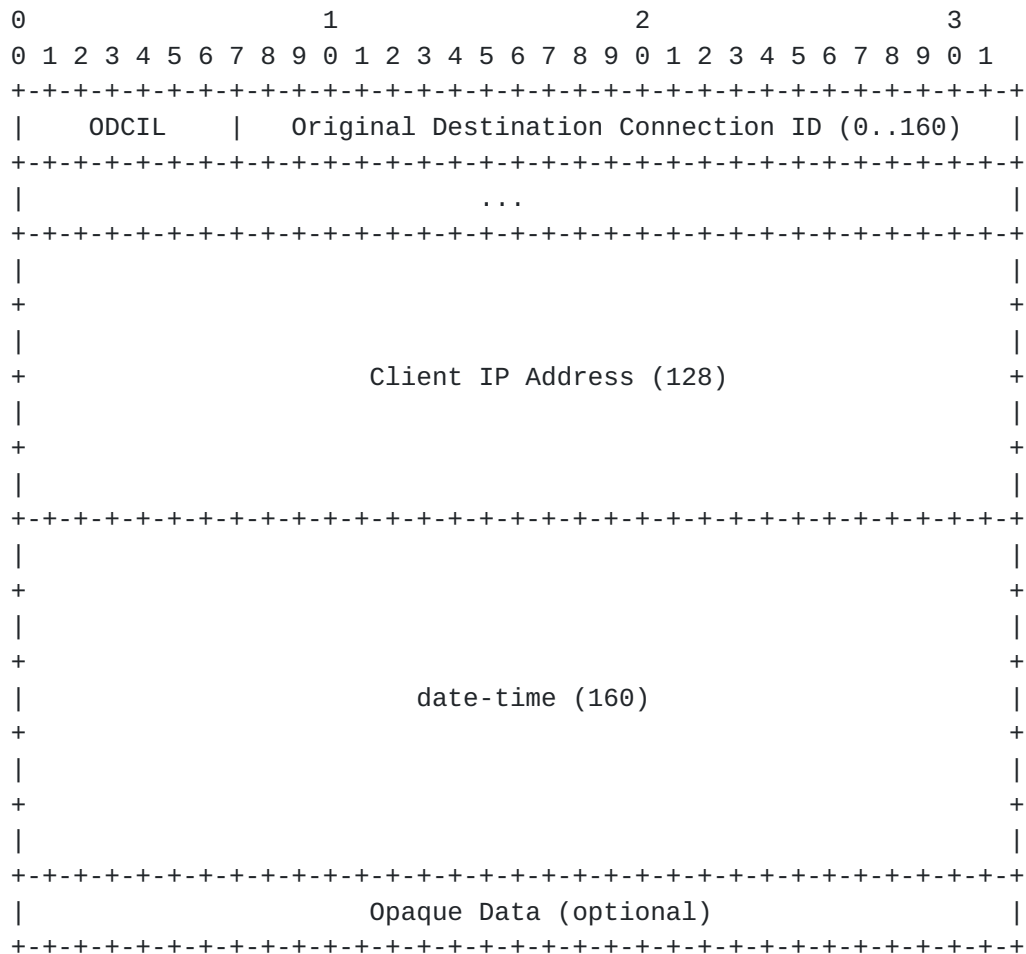 0                   1                   2                   3
0 1 2 3 4 5 6 7 8 9 0 1 2 3 4 5 6 7 8 9 0 1 2 3 4 5 6 7 8 9 0 1
+-+-+-+-+-+-+-+-+-+-+-+-+-+-+-+-+-+-+-+-+-+-+-+-+-+-+-+-+-+-+-+-+
|    ODCIL    |   Original Destination Connection ID (0..160)   |
+-+-+-+-+-+-+-+-+-+-+-+-+-+-+-+-+-+-+-+-+-+-+-+-+-+-+-+-+-+-+-+-+
|                             ...                               |
+-+-+-+-+-+-+-+-+-+-+-+-+-+-+-+-+-+-+-+-+-+-+-+-+-+-+-+-+-+-+-+-+
|                                                               |
+                                                               +
|                                                               |
+                      Client IP Address (128)                  +
|                                                               |
+                                                               +
|                                                               |
+-+-+-+-+-+-+-+-+-+-+-+-+-+-+-+-+-+-+-+-+-+-+-+-+-+-+-+-+-+-+-+-+
|                                                               |
+                                                               +
|                                                               |
+                                                               +
|                         date-time (160)                       |
+                                                               +
|                                                               |
+                                                               +
|                                                               |
+-+-+-+-+-+-+-+-+-+-+-+-+-+-+-+-+-+-+-+-+-+-+-+-+-+-+-+-+-+-+-+-+
|                      Opaque Data (optional)                   |
+-+-+-+-+-+-+-+-+-+-+-+-+-+-+-+-+-+-+-+-+-+-+-+-+-+-+-+-+-+-+-+-+